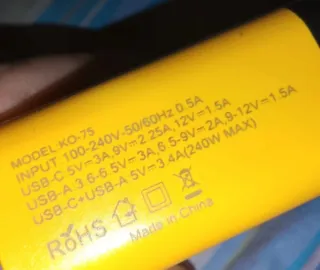 MODEL:KO-75
INPUT 100-240V-50/60Hz 0.5A
USB-C 5V=3A,9V=2.25A,12V=1.5A
USB-A 3.6-6.5V=3A,6.5-9V=2A,9-12V=1.5A
USB-C+USB-A 5V=3.4A(240W MAX)
RoHS
Made in China